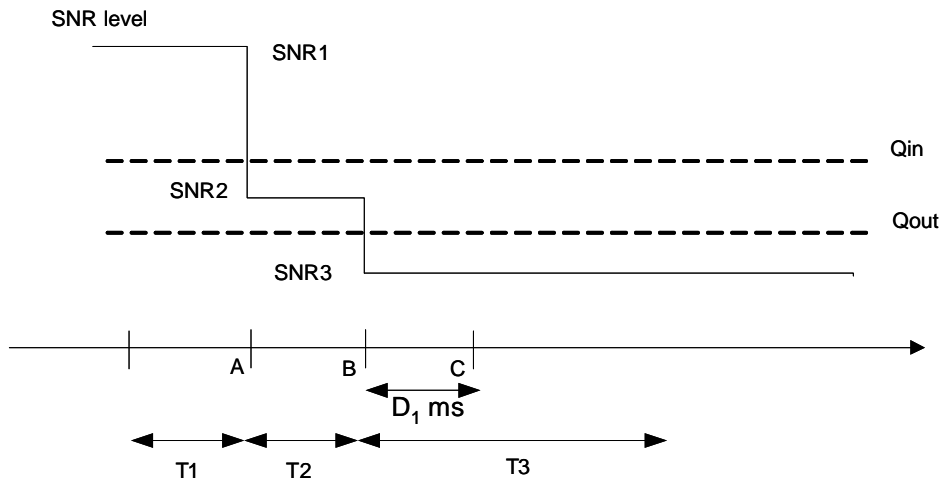 SNR level
SNR1
Qin
SNR2
Qout
SNR3
A B C
D₁ ms
T1 T2 T3